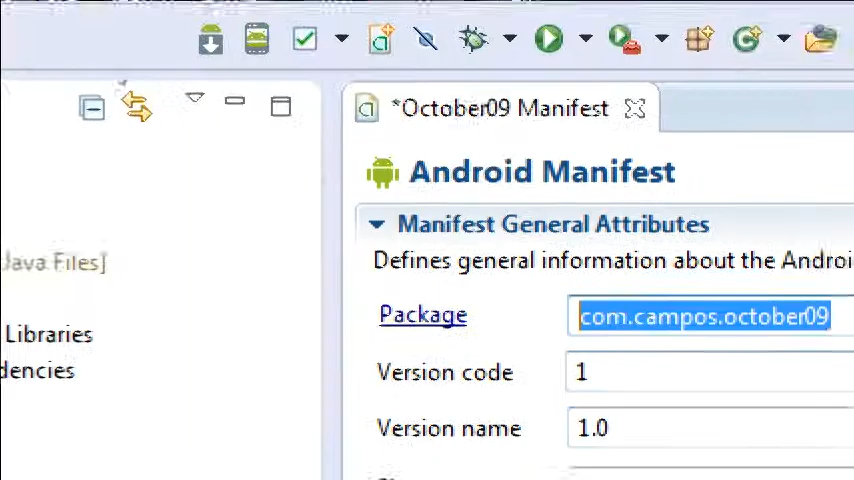 *October09 Manifest
Android Manifest
Manifest General Attributes
Java Files]
Defines general information about the Androi
Package com.campos.october09
Libraries
dencies
Version code 1
Version name 1.0